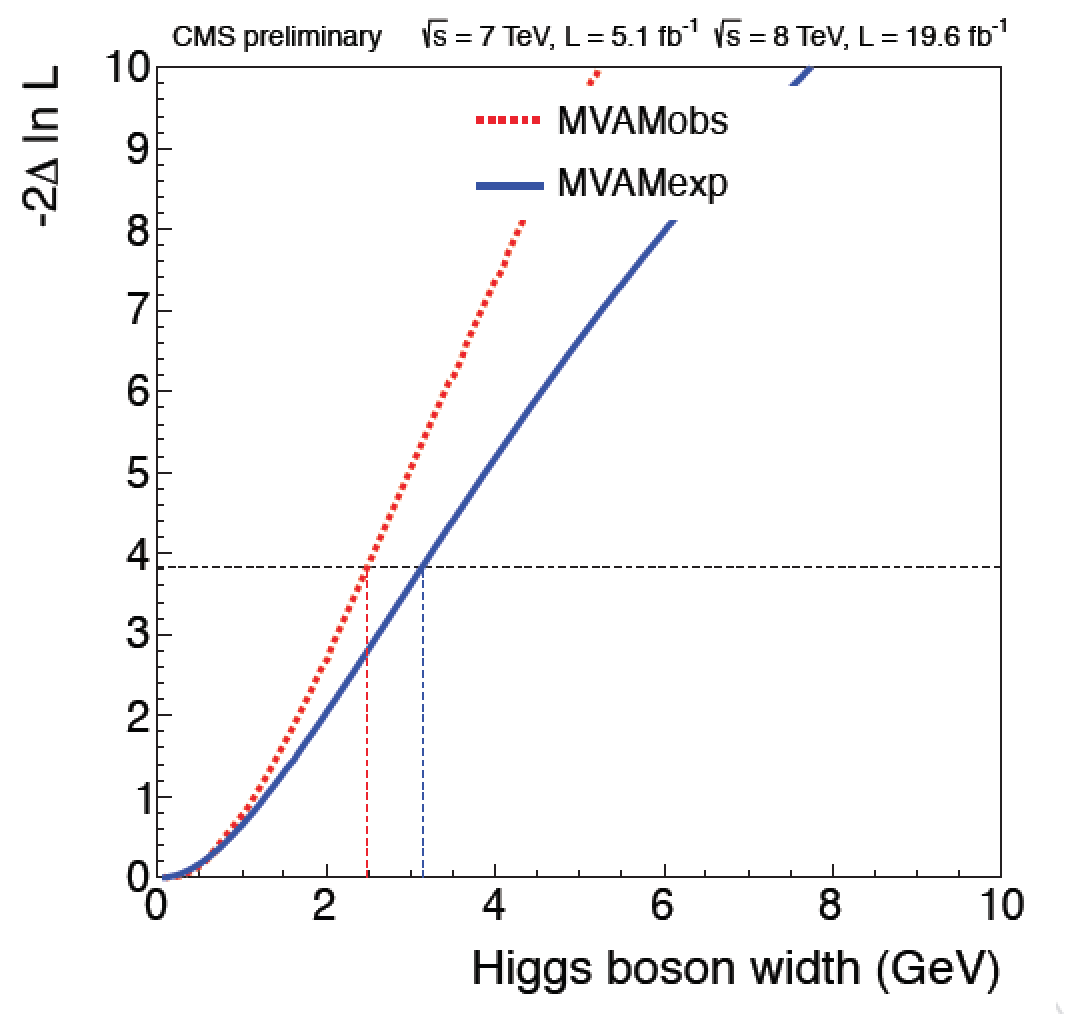 CMS preliminary √s = 7 TeV, L = 5.1 fb⁻¹ √s = 8 TeV, L = 19.6 fb⁻¹
-2Δ ln L
10
MVAMobs
9
MVAMexp
8
7
6
5
4
3
2
1
0
0 2 4 6 8 10
Higgs boson width (GeV)